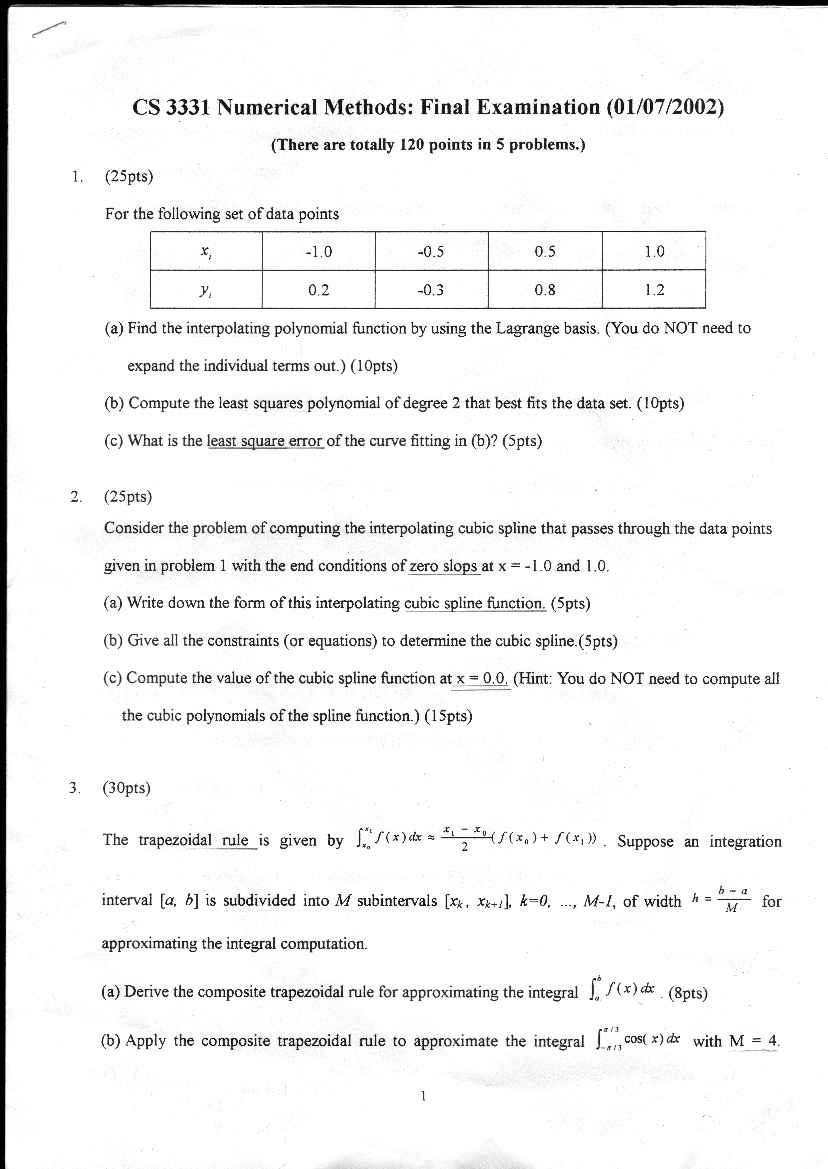 CS 3331 Numerical Methods: Final Examination (01/07/2002)
(There are totally 120 points in 5 problems.)
1. (25pts)
For the following set of data points
x_i -1.0 -0.5 0.5 1.0
y_i 0.2 -0.3 0.8 1.2
(a) Find the interpolating polynomial function by using the Lagrange basis. (You do NOT need to
expand the individual terms out.) (10pts)
(b) Compute the least squares polynomial of degree 2 that best fits the data set. (10pts)
(c) What is the least square error of the curve fitting in (b)? (5pts)
2. (25pts)
Consider the problem of computing the interpolating cubic spline that passes through the data points
given in problem 1 with the end conditions of zero slops at x = -1.0 and 1.0.
(a) Write down the form of this interpolating cubic spline function. (5pts)
(b) Give all the constraints (or equations) to determine the cubic spline.(5pts)
(c) Compute the value of the cubic spline function at x = 0.0. (Hint: You do NOT need to compute all
the cubic polynomials of the spline function.) (15pts)
3. (30pts)
The trapezoidal rule is given by ∫_{x_0}^{x_1} f(x)dx ≈ (x_1 - x_0)/2 (f(x_0) + f(x_1)). Suppose an integration
interval [a, b] is subdivided into M subintervals [x_k, x_{k+1}], k=0, ..., M-1, of width h = (b - a)/M for
approximating the integral computation.
(a) Derive the composite trapezoidal rule for approximating the integral ∫_a^b f(x)dx. (8pts)
(b) Apply the composite trapezoidal rule to approximate the integral ∫_{-π/3}^{π/3} cos(x)dx with M = 4.
1